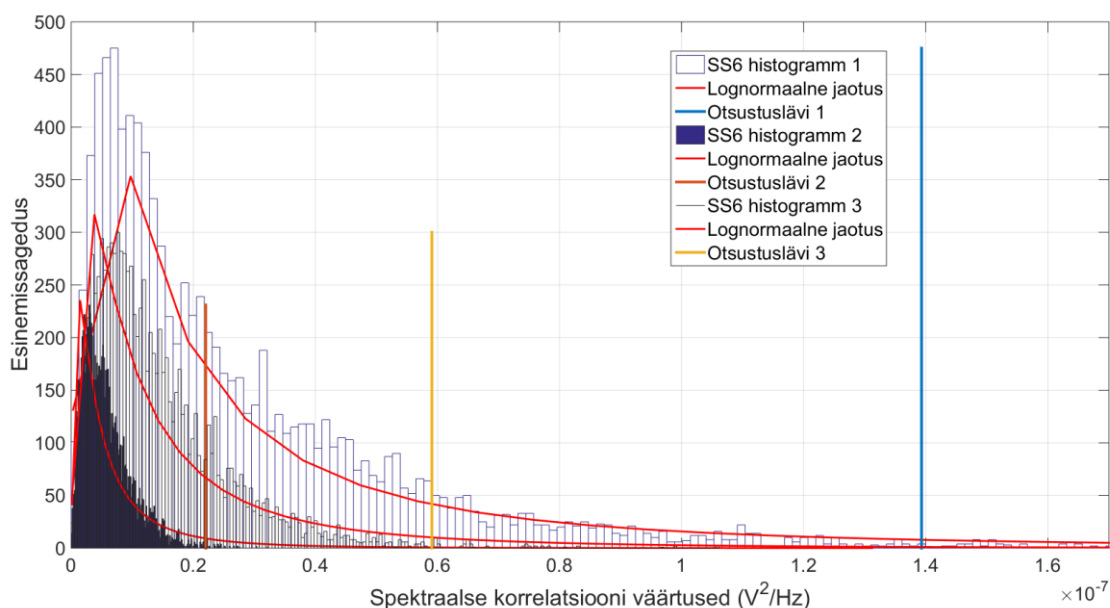 500
450
400
350
300
250
200
150
100
50
0
Esinemissagedus
SS6 histogramm 1
Lognormaalne jaotus
Otsustuslävi 1
SS6 histogramm 2
Lognormaalne jaotus
Otsustuslävi 2
SS6 histogramm 3
Lognormaalne jaotus
Otsustuslävi 3
0 0.2 0.4 0.6 0.8 1 1.2 1.4 1.6
×10⁻⁷
Spektraalse korrelatsiooni väärtused (V²/Hz)